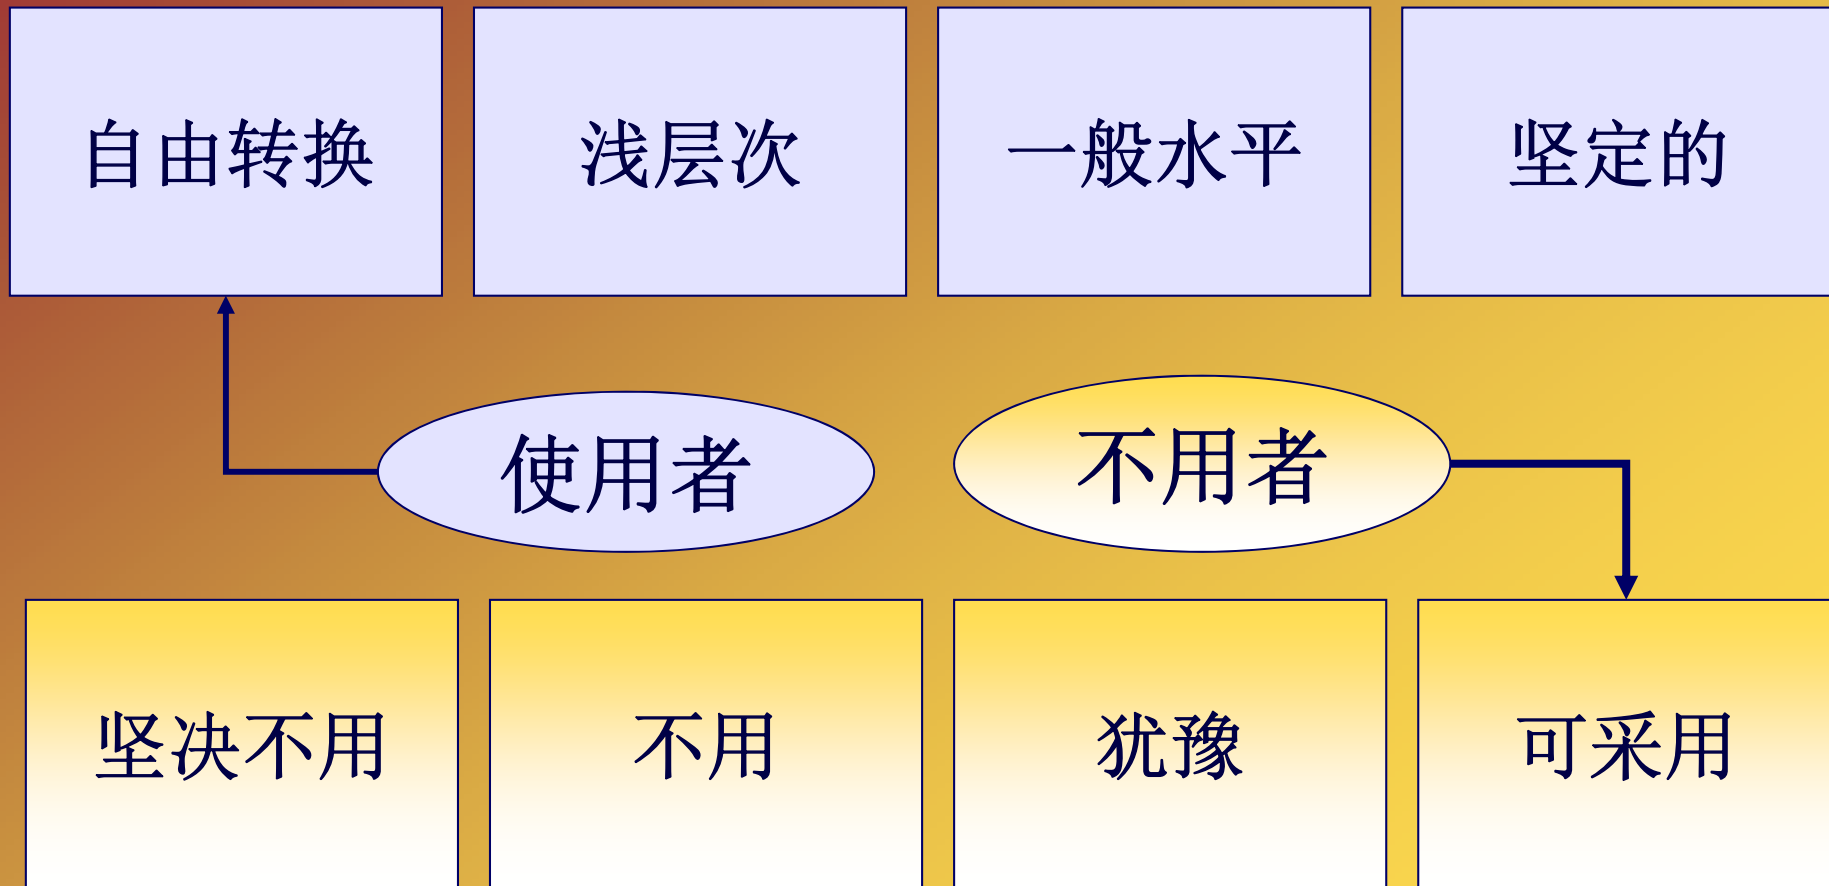 自由转换
浅层次
一般水平
坚定的
使用者
不用者
坚决不用
不用
犹豫
可采用